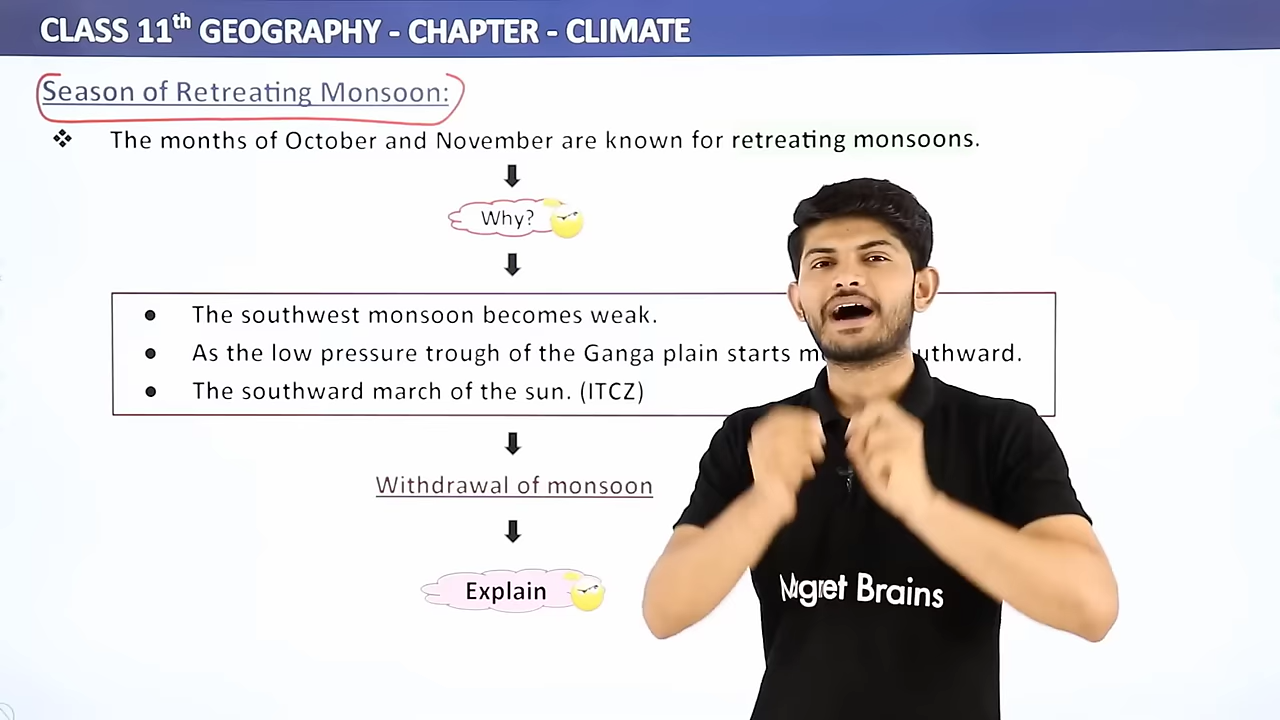 CLASS 11th GEOGRAPHY - CHAPTER - CLIMATE
Season of Retreating Monsoon:
❖ The months of October and November are known for retreating monsoons.
Why?
● The southwest monsoon becomes weak.
● As the low pressure trough of the Ganga plain starts
● The southward march of the sun. (ITCZ)
Withdrawal of monsoon
Explain
Magnet Brains